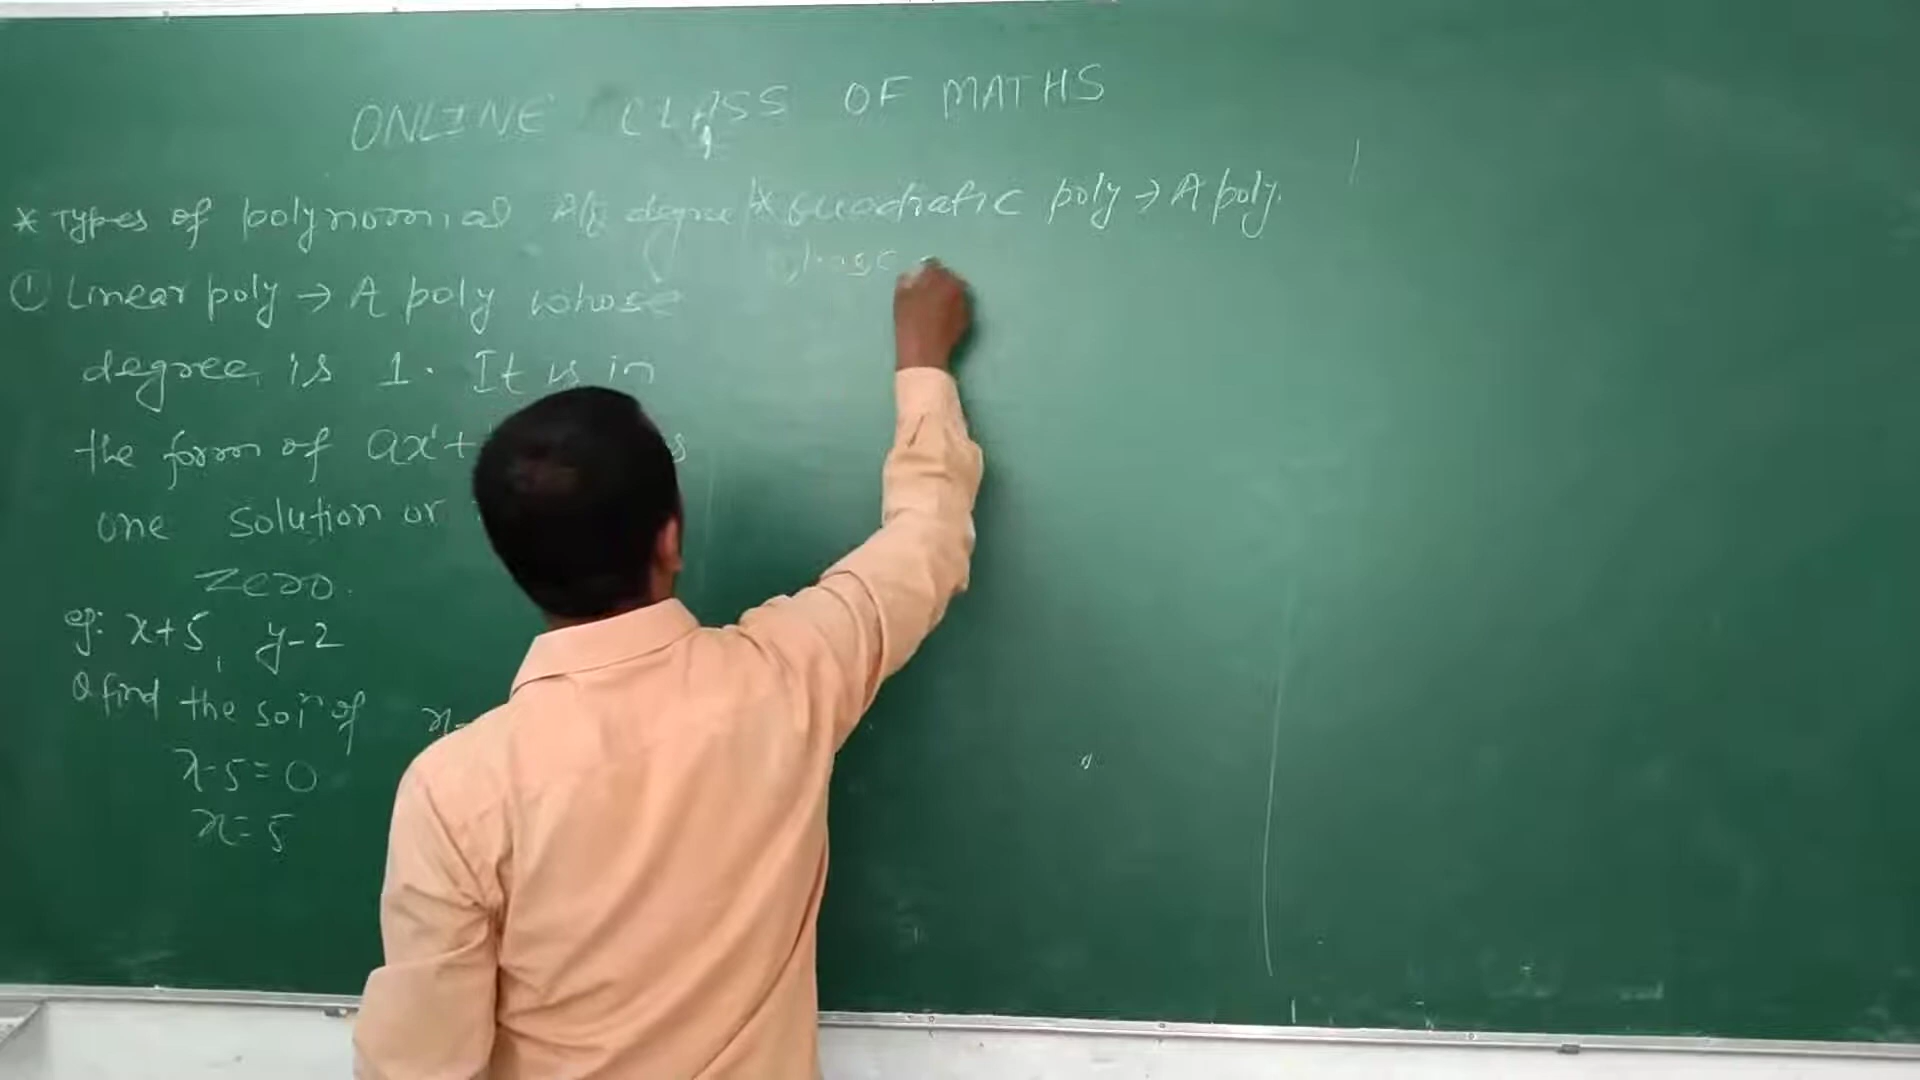 ONLINE CLASS OF MATHS
* Types of polynomial degree
① Linear poly → A poly whose
degree is 1. It is in
the form of ax¹+
one solution or
zero.
eg: x+5, y-2
Q find the solⁿ of x-
x-5=0
x=5
* Quadratic poly → A poly.
whose